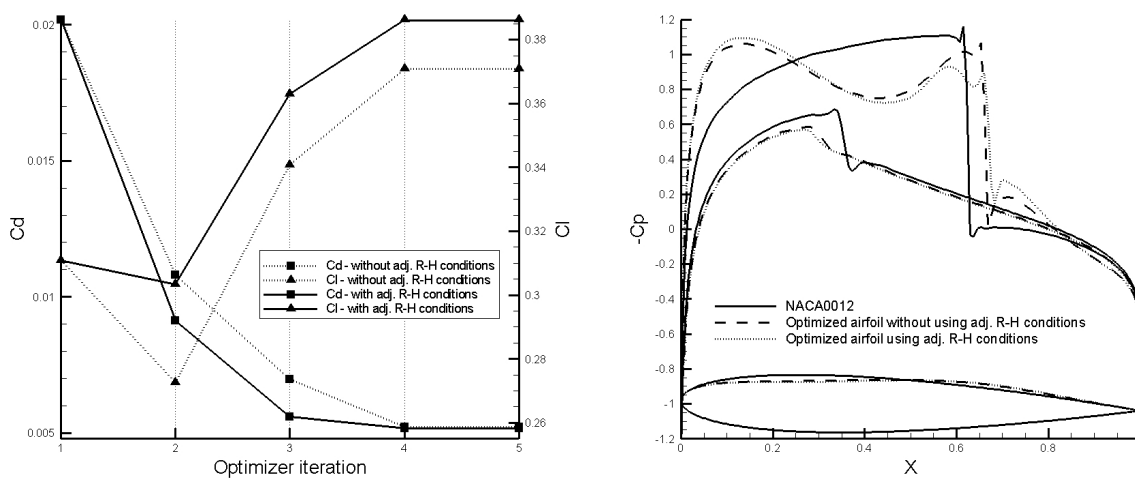 0.02
0.015
0.01
0.005
Cd
1
2
3
4
5
Optimizer iteration
0.38
0.36
0.34
0.32
0.3
0.28
0.26
Cl
Cd - without adj. R-H conditions
Cl - without adj. R-H conditions
Cd - with adj. R-H conditions
Cl - with adj. R-H conditions
-1.2
1
0.8
0.6
0.4
0.2
0
-0.2
-0.4
-0.6
-0.8
-1
-1.2
-Cp
NACA0012
Optimized airfoil without using adj. R-H conditions
Optimized airfoil using adj. R-H conditions
0
0.2
0.4
0.6
0.8
X